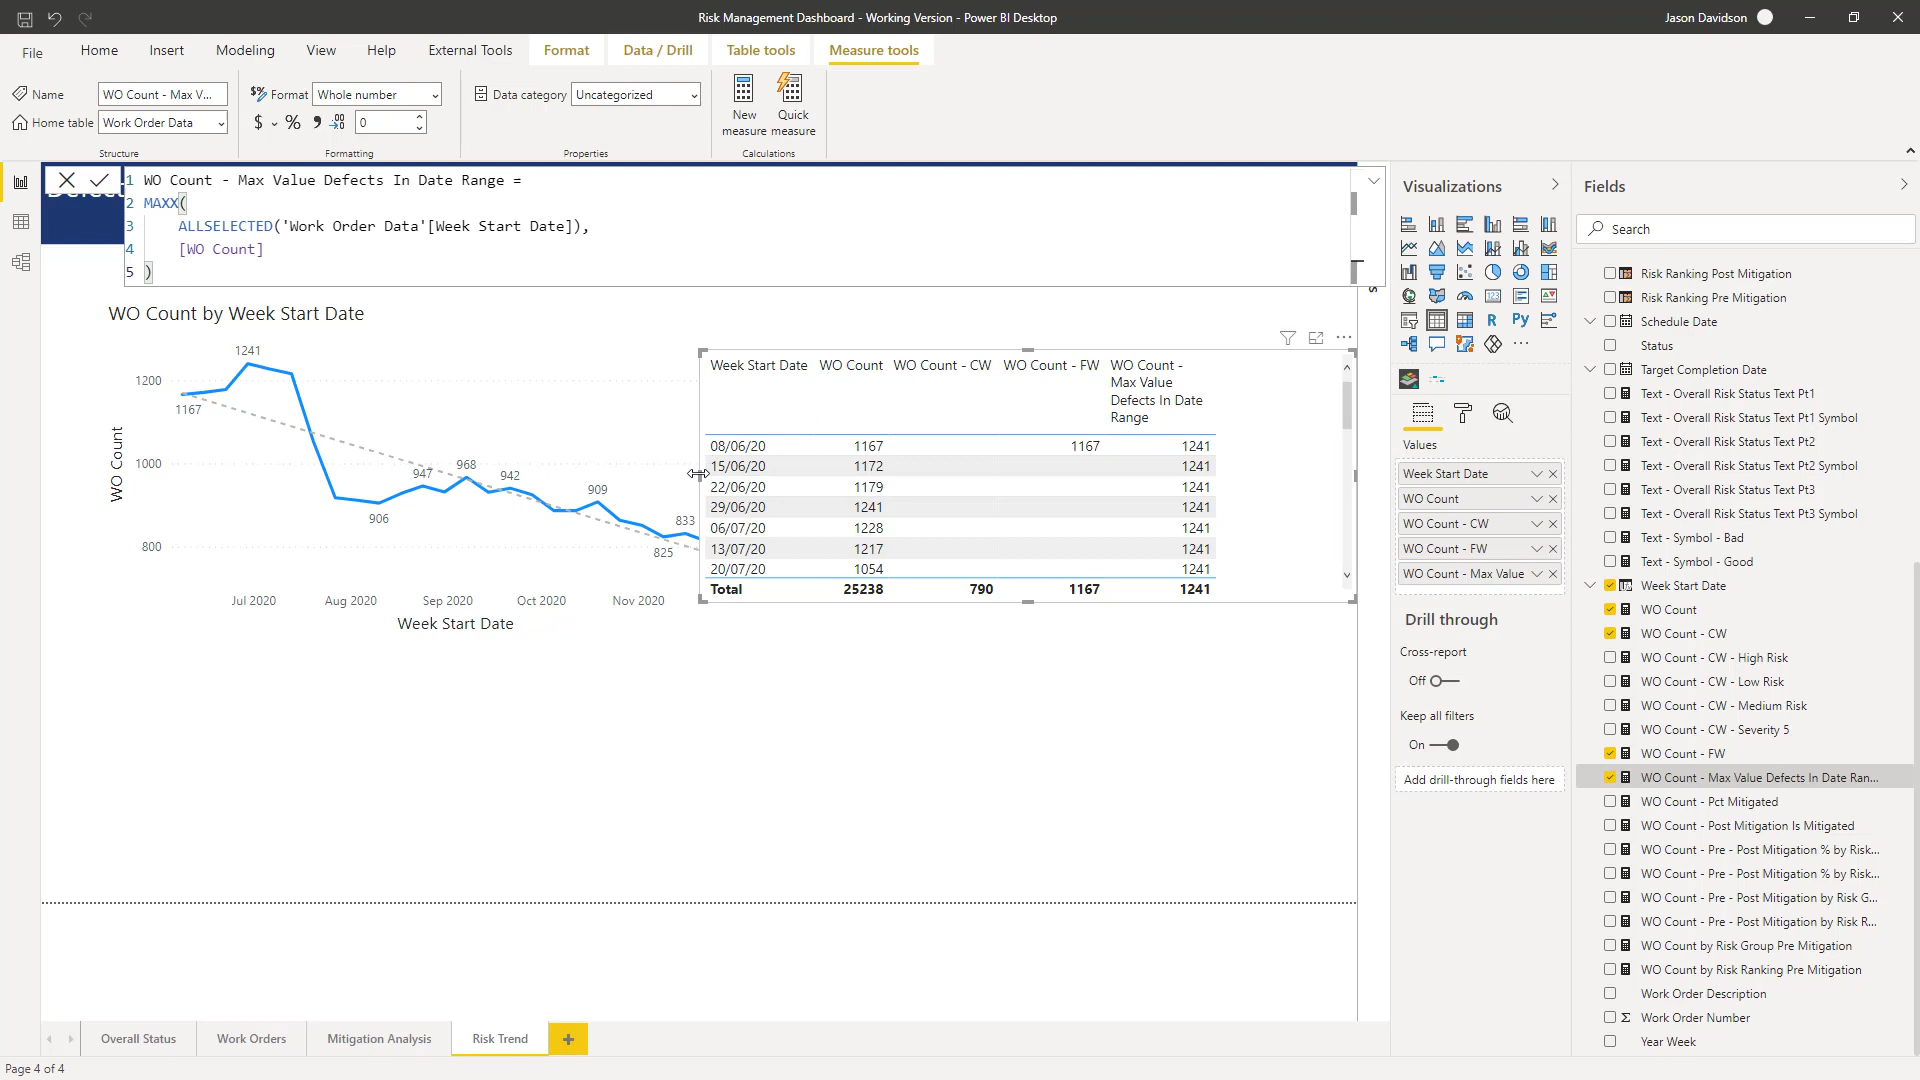 Risk Management Dashboard - Working Version - Power BI Desktop
Jason Davidson
File
Home
Insert
Modeling
View
Help
External Tools
Format
Data / Drill
Table tools
Measure tools
Name
WO Count - Max V...
Home table
Work Order Data
Structure
Format
Whole number
$
%
0
Formatting
Data category
Uncategorized
Properties
New measure
Quick measure
Calculations
1 WO Count - Max Value Defects In Date Range =
2 MAXX(
3 ALLSELECTED('Work Order Data'[Week Start Date]),
4 [WO Count]
5 )
WO Count by Week Start Date
WO Count
1200
1000
800
1241
1167
906
947
968
942
909
833
825
Jul 2020
Aug 2020
Sep 2020
Oct 2020
Nov 2020
Week Start Date
Week Start Date WO Count WO Count - CW WO Count - FW WO Count - Max Value Defects In Date Range
08/06/20 1167 1167 1241
15/06/20 1172 1241
22/06/20 1179 1241
29/06/20 1241 1241
06/07/20 1228 1241
13/07/20 1217 1241
20/07/20 1054 1241
Total 25238 790 1167 1241
Visualizations
R
Py
Values
Week Start Date
WO Count
WO Count - CW
WO Count - FW
WO Count - Max Value
Drill through
Cross-report
Off
Keep all filters
On
Add drill-through fields here
Fields
Search
Risk Ranking Post Mitigation
Risk Ranking Pre Mitigation
Schedule Date
Status
Target Completion Date
Text - Overall Risk Status Text Pt1
Text - Overall Risk Status Text Pt1 Symbol
Text - Overall Risk Status Text Pt2
Text - Overall Risk Status Text Pt2 Symbol
Text - Overall Risk Status Text Pt3
Text - Overall Risk Status Text Pt3 Symbol
Text - Symbol - Bad
Text - Symbol - Good
Week Start Date
WO Count
WO Count - CW
WO Count - CW - High Risk
WO Count - CW - Low Risk
WO Count - CW - Medium Risk
WO Count - CW - Severity 5
WO Count - FW
WO Count - Max Value Defects In Date Ran...
WO Count - Pct Mitigated
WO Count - Post Mitigation Is Mitigated
WO Count - Pre - Post Mitigation % by Risk...
WO Count - Pre - Post Mitigation % by Risk...
WO Count - Pre - Post Mitigation by Risk G...
WO Count - Pre - Post Mitigation by Risk R...
WO Count by Risk Group Pre Mitigation
WO Count by Risk Ranking Pre Mitigation
Work Order Description
Work Order Number
Year Week
Overall Status
Work Orders
Mitigation Analysis
Risk Trend
Page 4 of 4